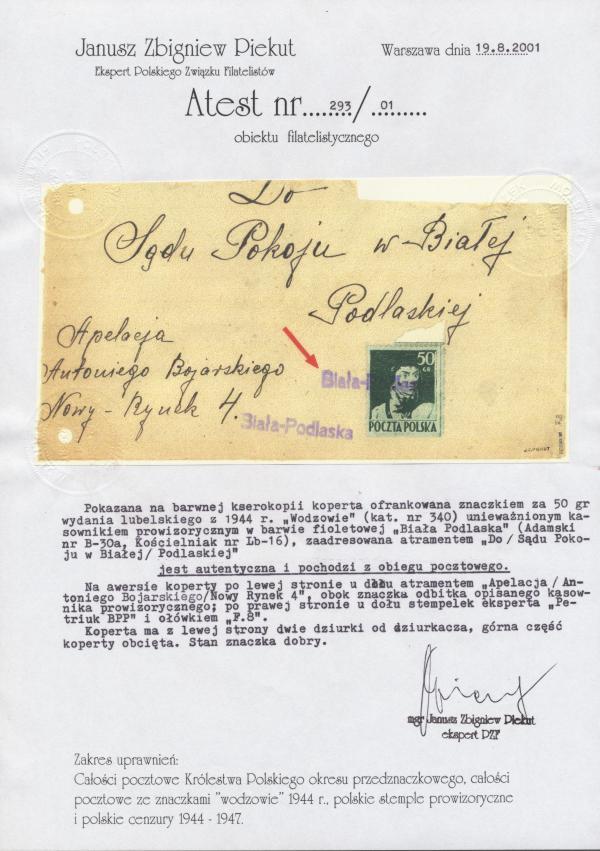 Janusz Zbigniew Piekut
Ekspert Polskiego Związku Filatelistów
Warszawa dnia 19.8.2001
Atest nr........293/..01.........
obiektu filatelistycznego
Do
Sądu Pokoju w Białej
Podlaskiej
Apelacja
Antoniego Bojarskiego
Nowy-Rynek 4.
Biała-
50
GR
POCZTA POLSKA
Biała-Podlaska
Pokazana na barwnej kserokopii koperta ofrankowana znaczkiem za 50 gr
wydania lubelskiego z 1944 r. „Wodzowie" (kat. nr 340) unieważnionym ka-
sownikiem prowizorycznym w barwie fioletowej „Biała Podlaska" (Adamski
nr B-30a, Kościelniak nr Lb-16), zaadresowana atramentem „Do/Sądu Poko-
ju w Białej/Podlaskiej"
jest autentyczna i pochodzi z obiegu pocztowego.
Na awersie koperty po lewej stronie u dołu atramentem „Apelacja/An-
toniego Bojarskiego/Nowy Rynek 4", obok znaczka odbitka opisanego kasow-
nika prowizorycznego; po prawej stronie u dołu stempelek eksperta „Pe-
triuk BPP" i ołówkiem „F.8".
Koperta ma z lewej strony dwie dziurki od dziurkacza, górna część
koperty obcięta. Stan znaczka dobry.
mgr Janusz Zbigniew Piekut
ekspert PZF
Zakres uprawnień:
Całości pocztowe Królestwa Polskiego okresu przedznaczkowego, całości
pocztowe ze znaczkami "wodzowie" 1944 r., polskie stemple prowizoryczne
i polskie cenzury 1944 - 1947.